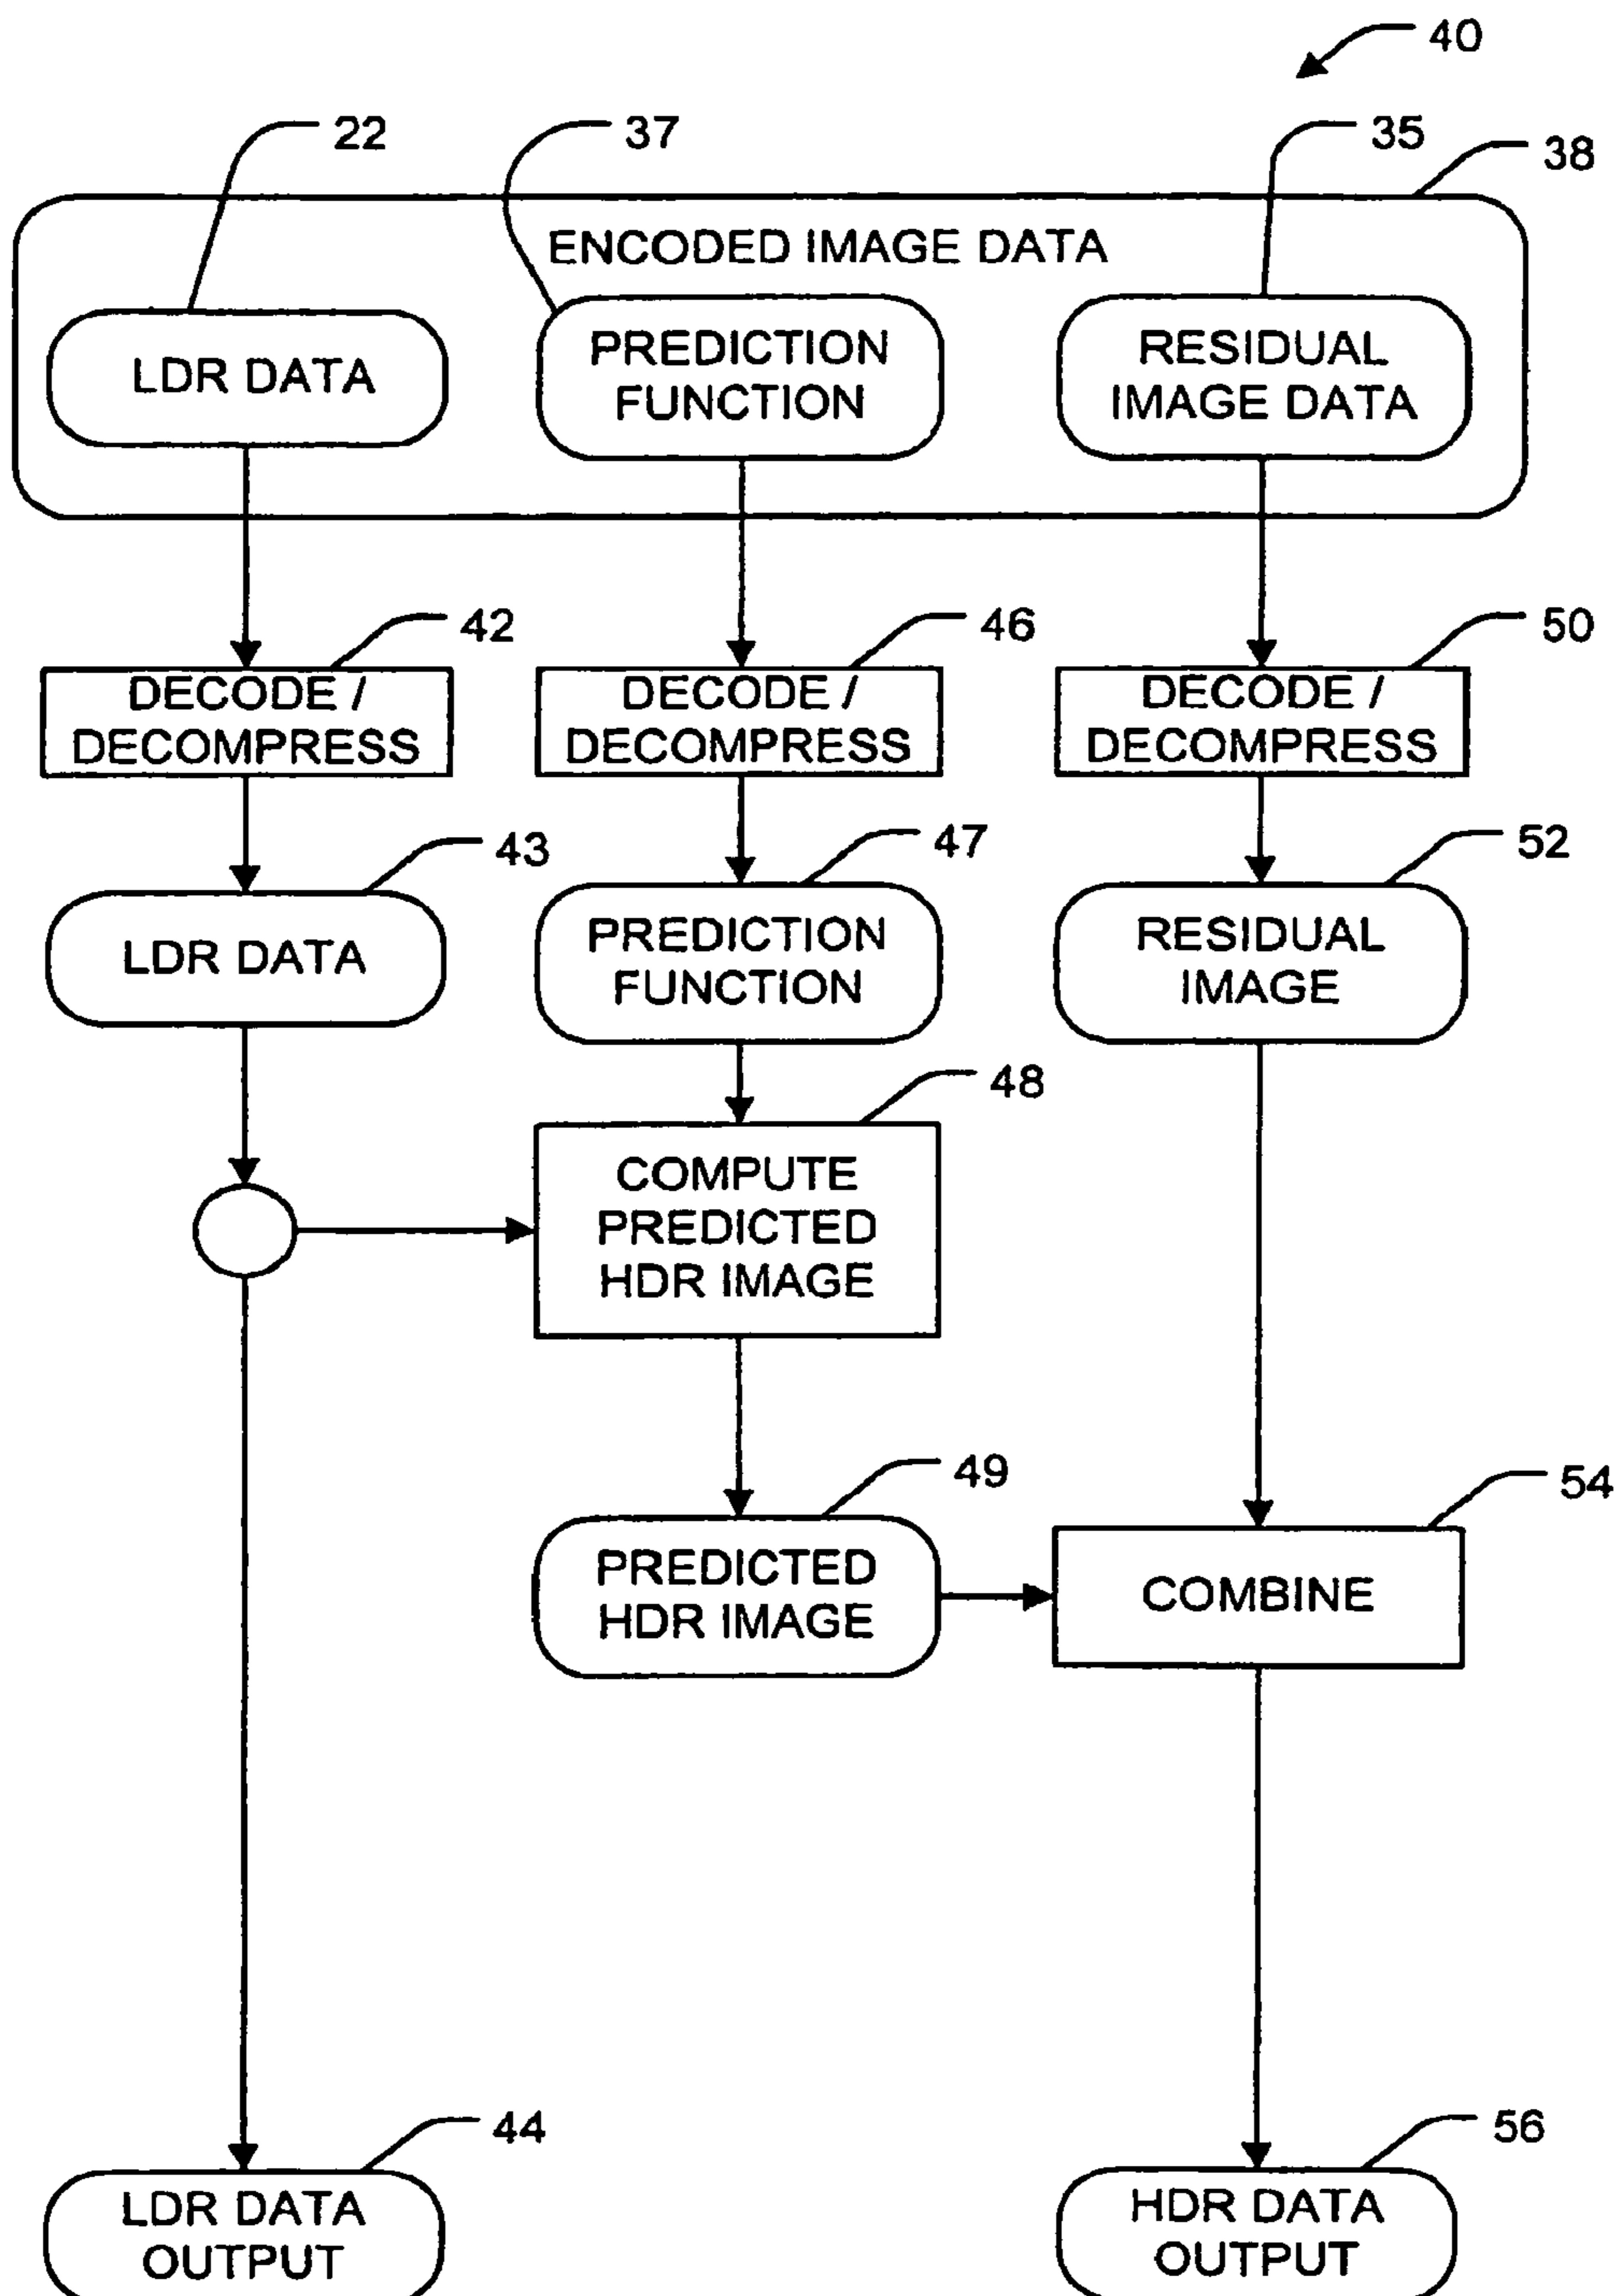 40
22
37
35
38
ENCODED IMAGE DATA
LDR DATA
PREDICTION
FUNCTION
RESIDUAL
IMAGE DATA
42
46
50
DECODE /
DECOMPRESS
DECODE /
DECOMPRESS
DECODE /
DECOMPRESS
43
47
52
LDR DATA
PREDICTION
FUNCTION
RESIDUAL
IMAGE
48
COMPUTE
PREDICTED
HDR IMAGE
49
54
PREDICTED
HDR IMAGE
COMBINE
44
56
LDR DATA
OUTPUT
HDR DATA
OUTPUT